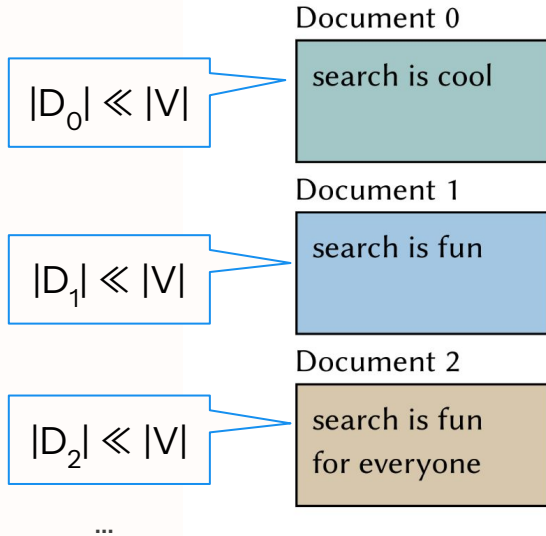 Document 0
|D₀| ≪ |V|
search is cool
Document 1
|D₁| ≪ |V|
search is fun
Document 2
|D₂| ≪ |V|
search is fun
for everyone
...